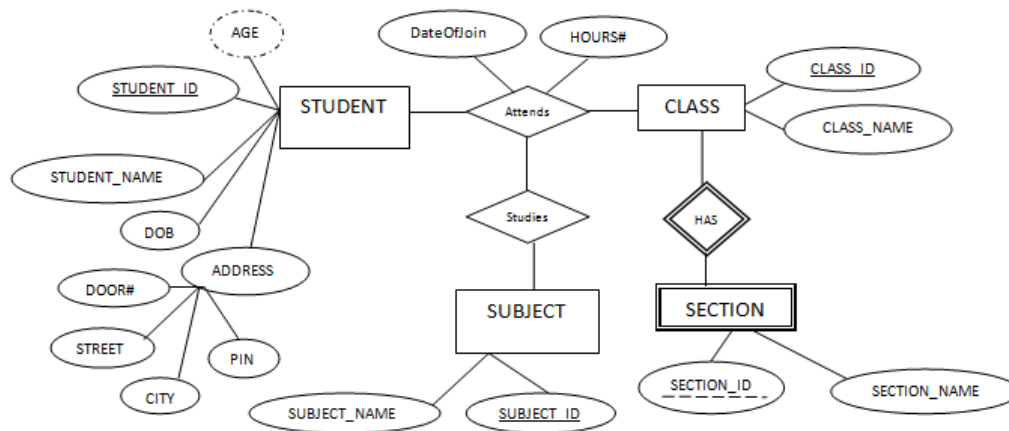 AGE
DateOfJoin
HOURS#
STUDENT_ID
CLASS_ID
STUDENT
Attends
CLASS
CLASS_NAME
STUDENT_NAME
Studies
HAS
DOB
ADDRESS
DOOR#
SUBJECT
SECTION
STREET
PIN
CITY
SUBJECT_NAME
SUBJECT_ID
SECTION_ID
SECTION_NAME